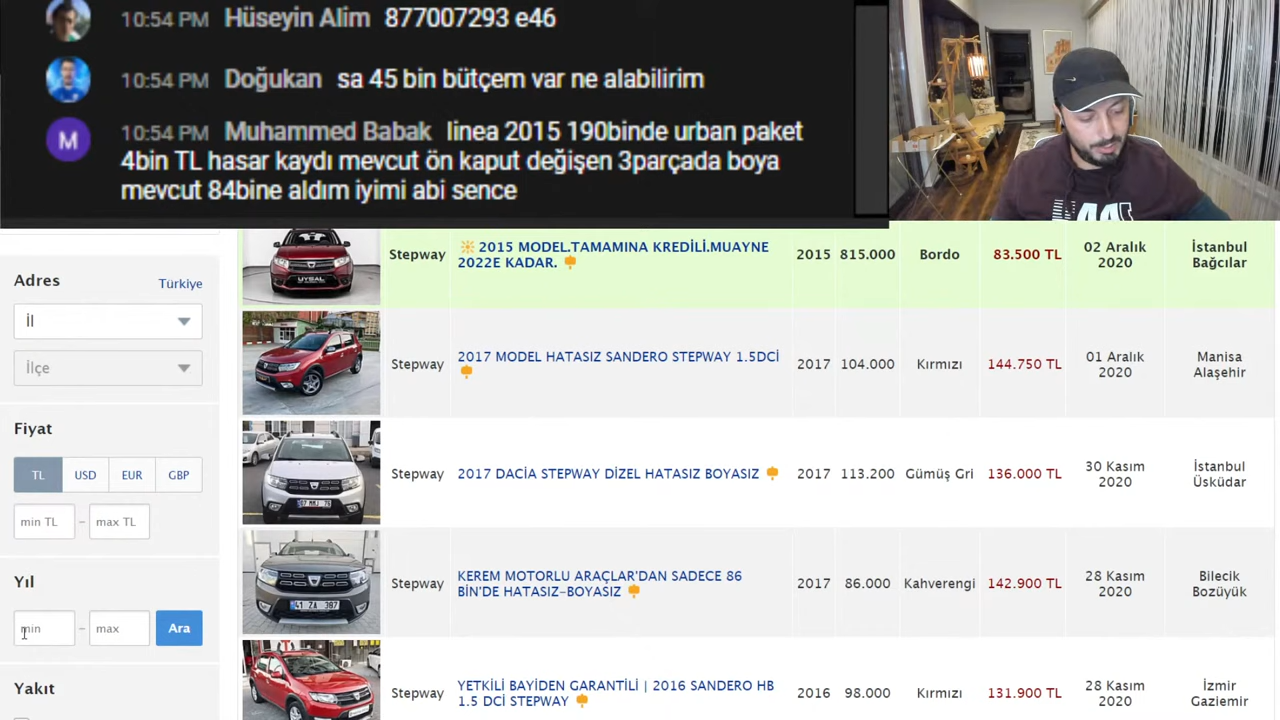 10:54 PM Hüseyin Alim 877007293 e46
10:54 PM Doğukan sa 45 bin bütçem var ne alabilirim
M 10:54 PM Muhammed Babak linea 2015 190binde urban paket
4bin TL hasar kaydı mevcut ön kaput değişen 3parçada boya
mevcut 84bine aldım iyimi abi sence
Adres Türkiye
İl
İlçe
Fiyat
TL USD EUR GBP
min TL – max TL
Yıl
min – max Ara
Yakıt
UYSAL
Stepway 2015 MODEL.TAMAMINA KREDİLİ.MUAYNE 2015 815.000 Bordo 83.500 TL 02 Aralık İstanbul
2022E KADAR. 2020 Bağcılar
Stepway 2017 MODEL HATASIZ SANDERO STEPWAY 1.5DCİ 2017 104.000 Kırmızı 144.750 TL 01 Aralık Manisa
2020 Alaşehir
Stepway 2017 DACİA STEPWAY DİZEL HATASIZ BOYASIZ 2017 113.200 Gümüş Gri 136.000 TL 30 Kasım İstanbul
2020 Üsküdar
41 ZA 387
Stepway KEREM MOTORLU ARAÇLAR'DAN SADECE 86 2017 86.000 Kahverengi 142.900 TL 28 Kasım Bilecik
BİN'DE HATASIZ-BOYASIZ 2020 Bozüyük
Stepway YETKİLİ BAYİDEN GARANTİLİ | 2016 SANDERO HB 2016 98.000 Kırmızı 131.900 TL 28 Kasım İzmir
1.5 DCİ STEPWAY 2020 Gaziemir